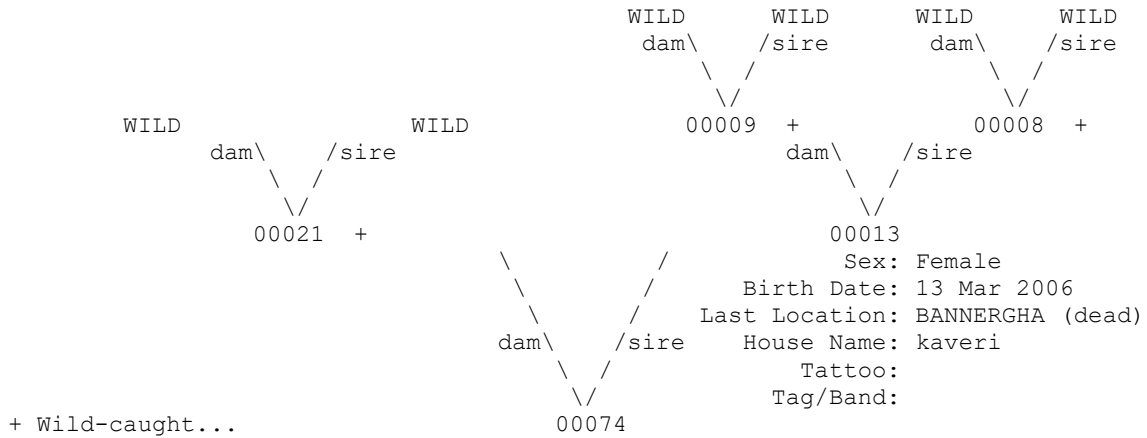 WILD WILD WILD WILD
dam\ /sire dam\ /sire
\ / \ /
\/ \/
WILD WILD 00009 + 00008 +
dam\ /sire dam\ /sire
\ / \ /
\/ \/
00021 + 00013
\ / Sex: Female
\ / Birth Date: 13 Mar 2006
\ / Last Location: BANNERGHA (dead)
dam\ /sire House Name: kaveri
\ / Tattoo:
\/ Tag/Band:
+ Wild-caught... 00074